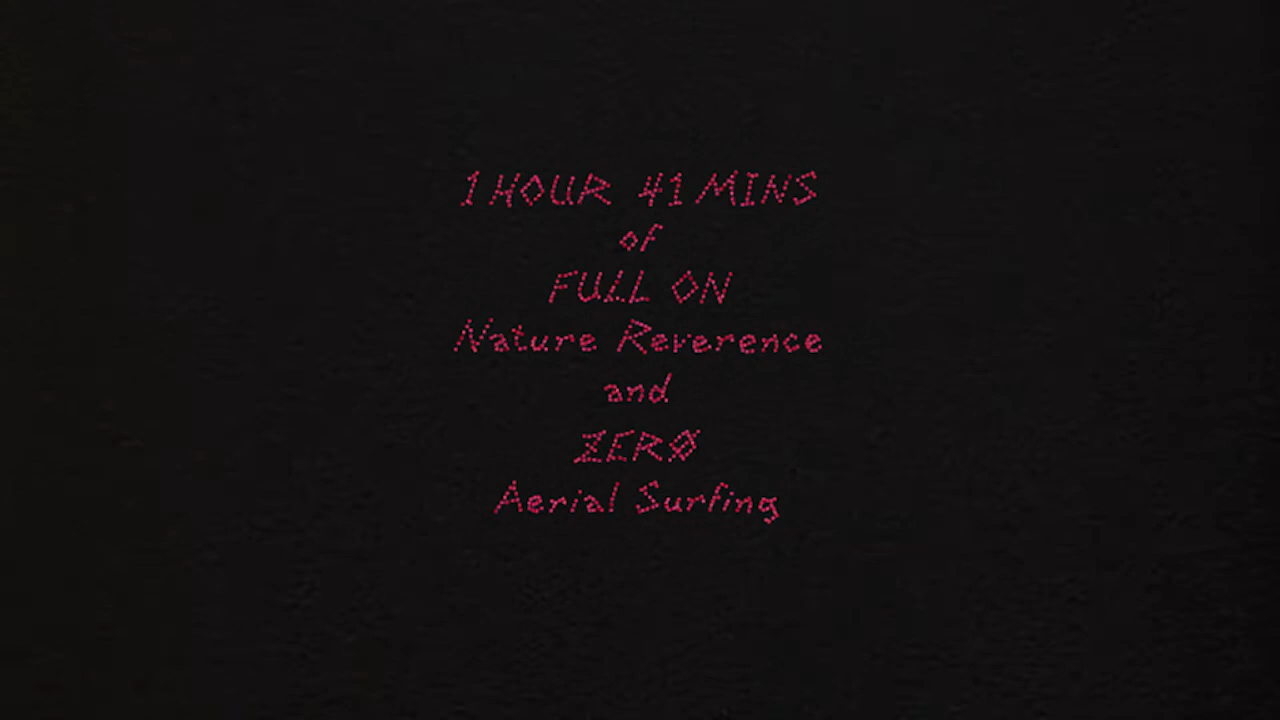 1 HOUR 41 MINS
of
FULL ON
Nature Reverence
and
ZERØ
Aerial Surfing